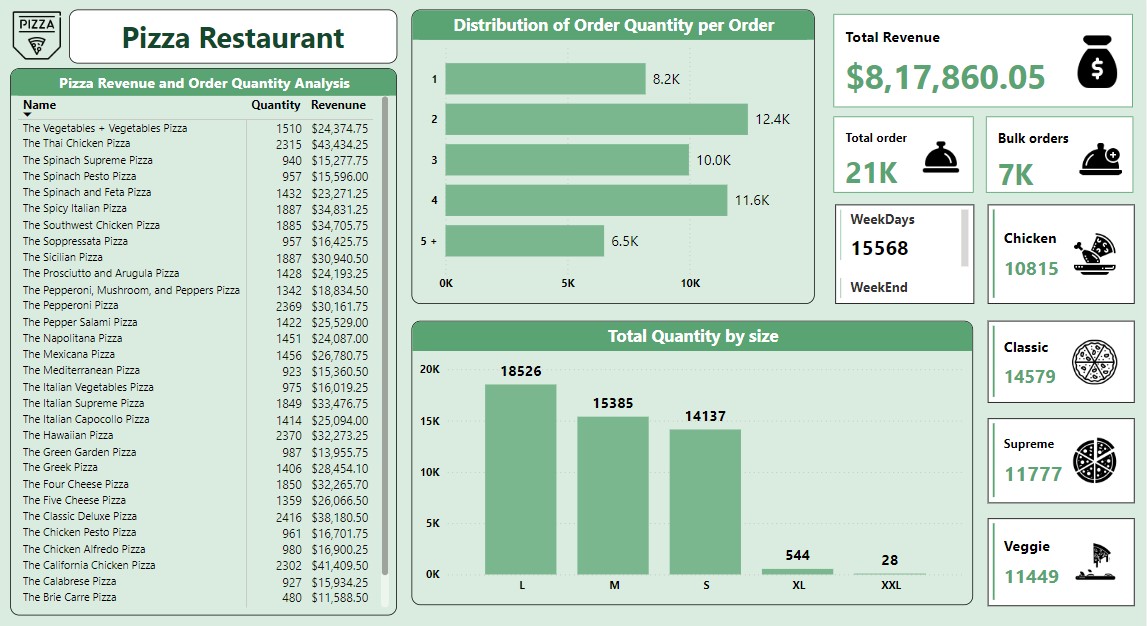 PIZZA
Pizza Restaurant
Pizza Revenue and Order Quantity Analysis
Name Quantity Revenune
The Vegetables + Vegetables Pizza 1510 $24,374.75
The Thai Chicken Pizza 2315 $43,434.25
The Spinach Supreme Pizza 940 $15,277.75
The Spinach Pesto Pizza 957 $15,596.00
The Spinach and Feta Pizza 1432 $23,271.25
The Spicy Italian Pizza 1887 $34,831.25
The Southwest Chicken Pizza 1885 $34,705.75
The Soppressata Pizza 957 $16,425.75
The Sicilian Pizza 1887 $30,940.50
The Prosciutto and Arugula Pizza 1428 $24,193.25
The Pepperoni, Mushroom, and Peppers Pizza 1342 $18,834.50
The Pepperoni Pizza 2369 $30,161.75
The Pepper Salami Pizza 1422 $25,529.00
The Napolitana Pizza 1451 $24,087.00
The Mexicana Pizza 1456 $26,780.75
The Mediterranean Pizza 923 $15,360.50
The Italian Vegetables Pizza 975 $16,019.25
The Italian Supreme Pizza 1849 $33,476.75
The Italian Capocollo Pizza 1414 $25,094.00
The Hawaiian Pizza 2370 $32,273.25
The Green Garden Pizza 987 $13,955.75
The Greek Pizza 1406 $28,454.10
The Four Cheese Pizza 1850 $32,265.70
The Five Cheese Pizza 1359 $26,066.50
The Classic Deluxe Pizza 2416 $38,180.50
The Chicken Pesto Pizza 961 $16,701.75
The Chicken Alfredo Pizza 980 $16,900.25
The California Chicken Pizza 2302 $41,409.50
The Calabrese Pizza 927 $15,934.25
The Brie Carre Pizza 480 $11,588.50
Distribution of Order Quantity per Order
1 8.2K
2 12.4K
3 10.0K
4 11.6K
5 + 6.5K
0K 5K 10K
Total Quantity by size
20K
15K
10K
5K
0K
18526 15385 14137 544 28
L M S XL XXL
Total Revenue
$8,17,860.05
Total order
21K
Bulk orders
7K
WeekDays
15568
WeekEnd
Chicken
10815
Classic
14579
Supreme
11777
Veggie
11449